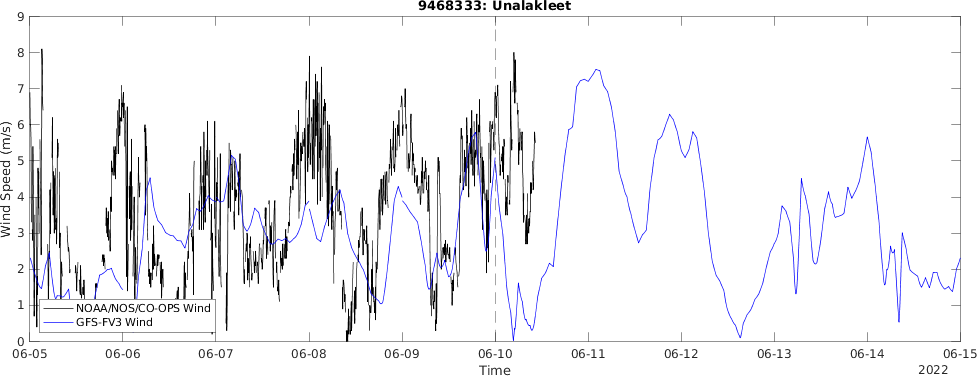 9468333: Unalakleet
9
8
7
6
5
4
3
2
1
0
Wind Speed (m/s)
NOAA/NOS/CO-OPS Wind
GFS-FV3 Wind
06-05 06-06 06-07 06-08 06-09 06-10 06-11 06-12 06-13 06-14 06-15
Time
2022